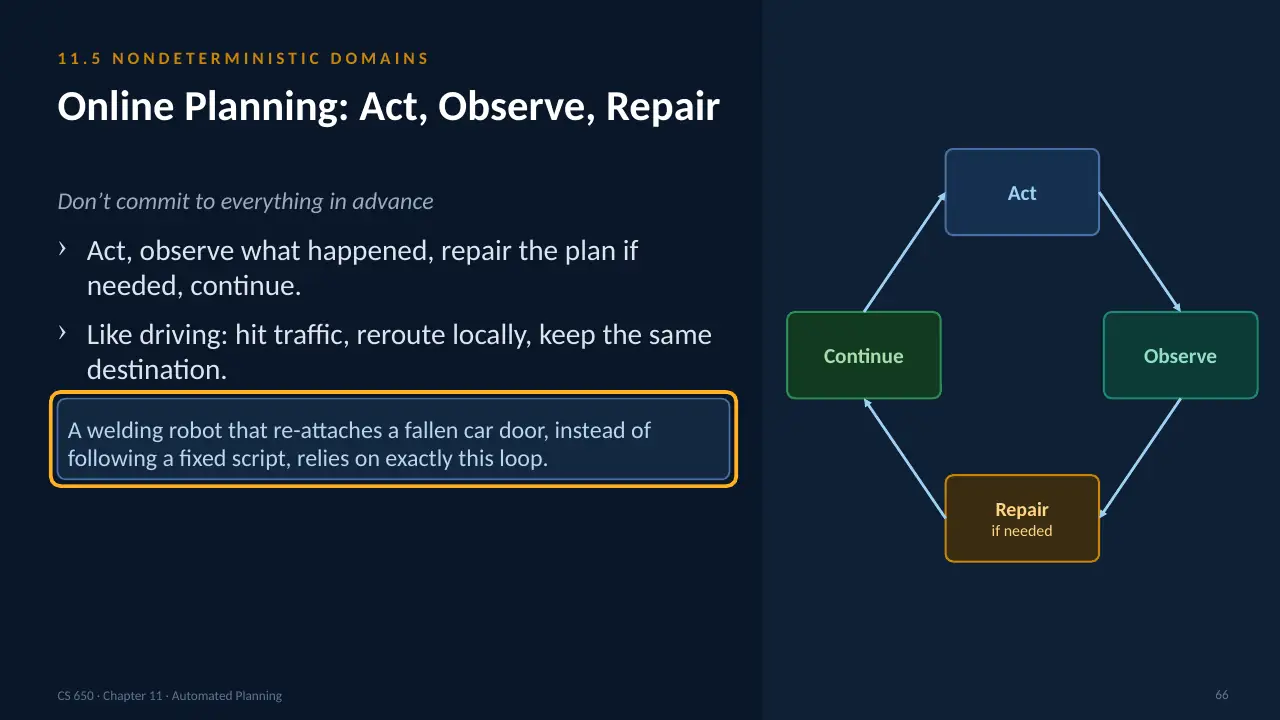 11.5 NONDETERMINISTIC DOMAINS
Online Planning: Act, Observe, Repair
Don’t commit to everything in advance
› Act, observe what happened, repair the plan if
needed, continue.
› Like driving: hit traffic, reroute locally, keep the same
destination.
A welding robot that re-attaches a fallen car door, instead of
following a fixed script, relies on exactly this loop.
Act
Continue
Observe
Repair
if needed
CS 650 · Chapter 11 · Automated Planning
66